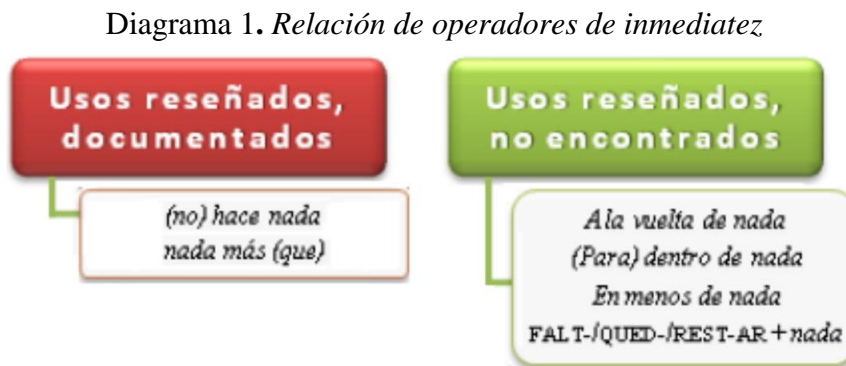 Diagrama 1. Relación de operadores de inmediatez
Usos reseñados,
documentados
(no) hace nada
nada más (que)
Usos reseñados,
no encontrados
A la vuelta de nada
(Para) dentro de nada
En menos de nada
FALT-/QUED-/REST-AR + nada